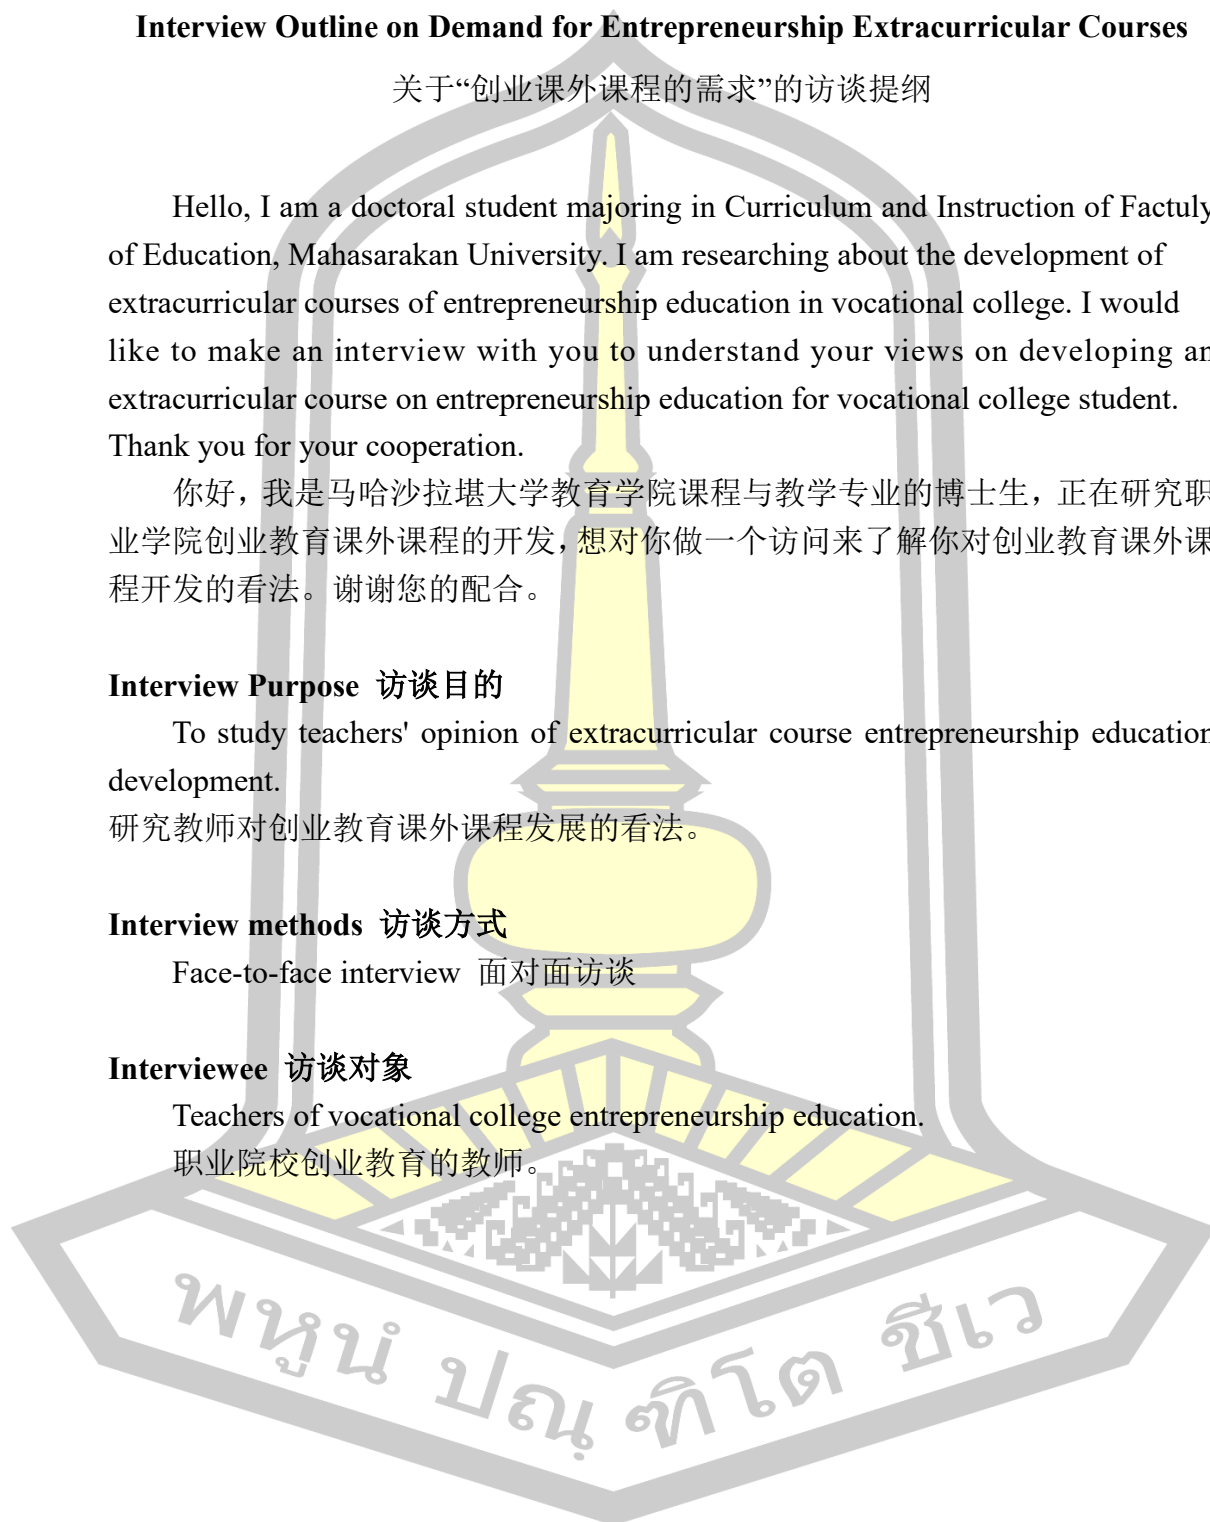 Interview Outline on Demand for Entrepreneurship Extracurricular Courses
关于“创业课外课程的需求”的访谈提纲
Hello, I am a doctoral student majoring in Curriculum and Instruction of Factuly
of Education, Mahasarakan University. I am researching about the development of
extracurricular courses of entrepreneurship education in vocational college. I would
like to make an interview with you to understand your views on developing an
extracurricular course on entrepreneurship education for vocational college student.
Thank you for your cooperation.
你好，我是马哈沙拉堪大学教育学院课程与教学专业的博士生，正在研究职
业学院创业教育课外课程的开发，想对你做一个访问来了解你对创业教育课外课
程开发的看法。谢谢您的配合。
Interview Purpose 访谈目的
To study teachers' opinion of extracurricular course entrepreneurship education
development.
研究教师对创业教育课外课程发展的看法。
Interview methods 访谈方式
Face-to-face interview 面对面访谈
Interviewee 访谈对象
Teachers of vocational college entrepreneurship education.
职业院校创业教育的教师。
พหูนํ ปณฺฑิโต ชีเว